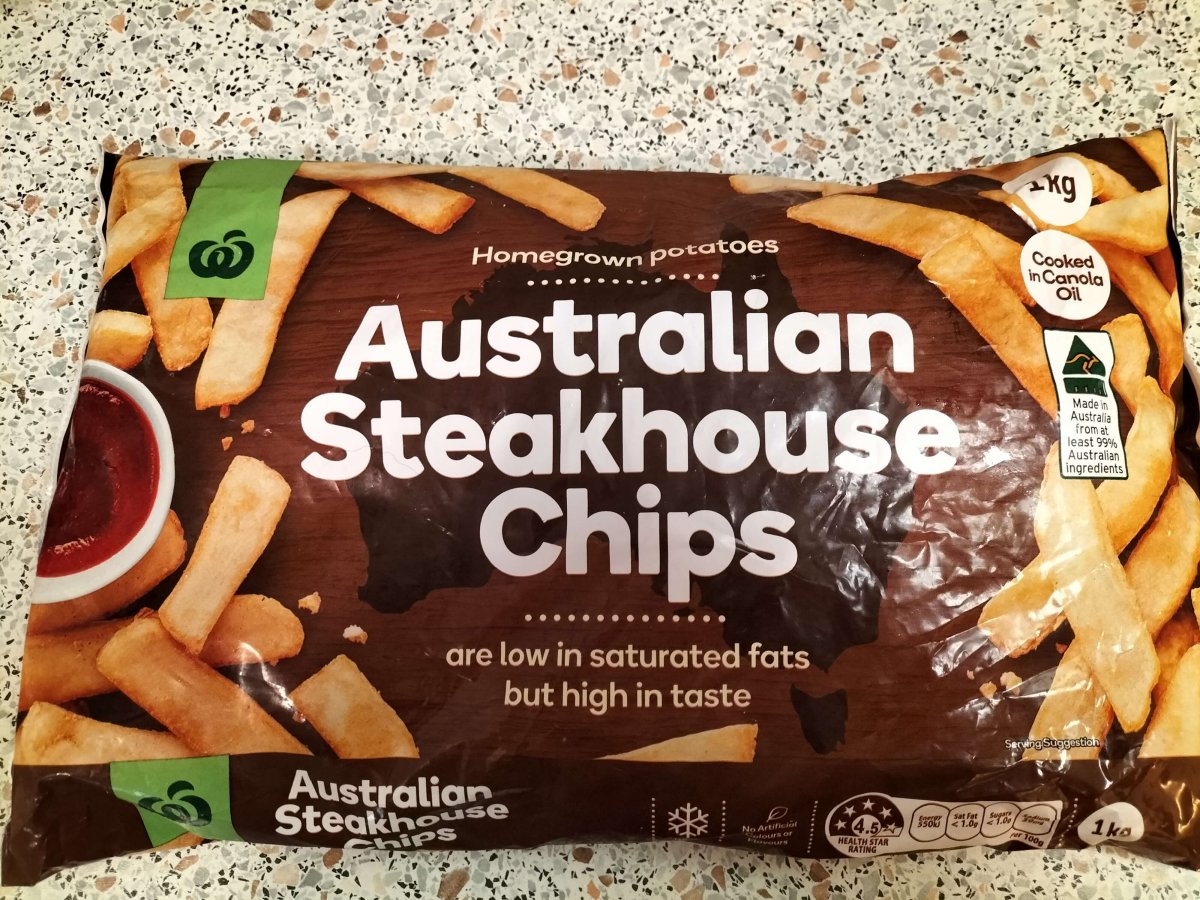 1kg
Homegrown potatoes
Cooked
in Canola
Oil
Australian
Steakhouse
Chips
Made in
Australia
from at
least 99%
Australian
ingredients
are low in saturated fats
but high in taste
Serving Suggestion
Australian
Steakhouse
Chips
No Artificial
Colours or
Flavours
4.5
HEALTH STAR
RATING
Energy
550kJ
Sat Fat
< 1.0g
Sugars
< 1.0g
per 100g
1kg